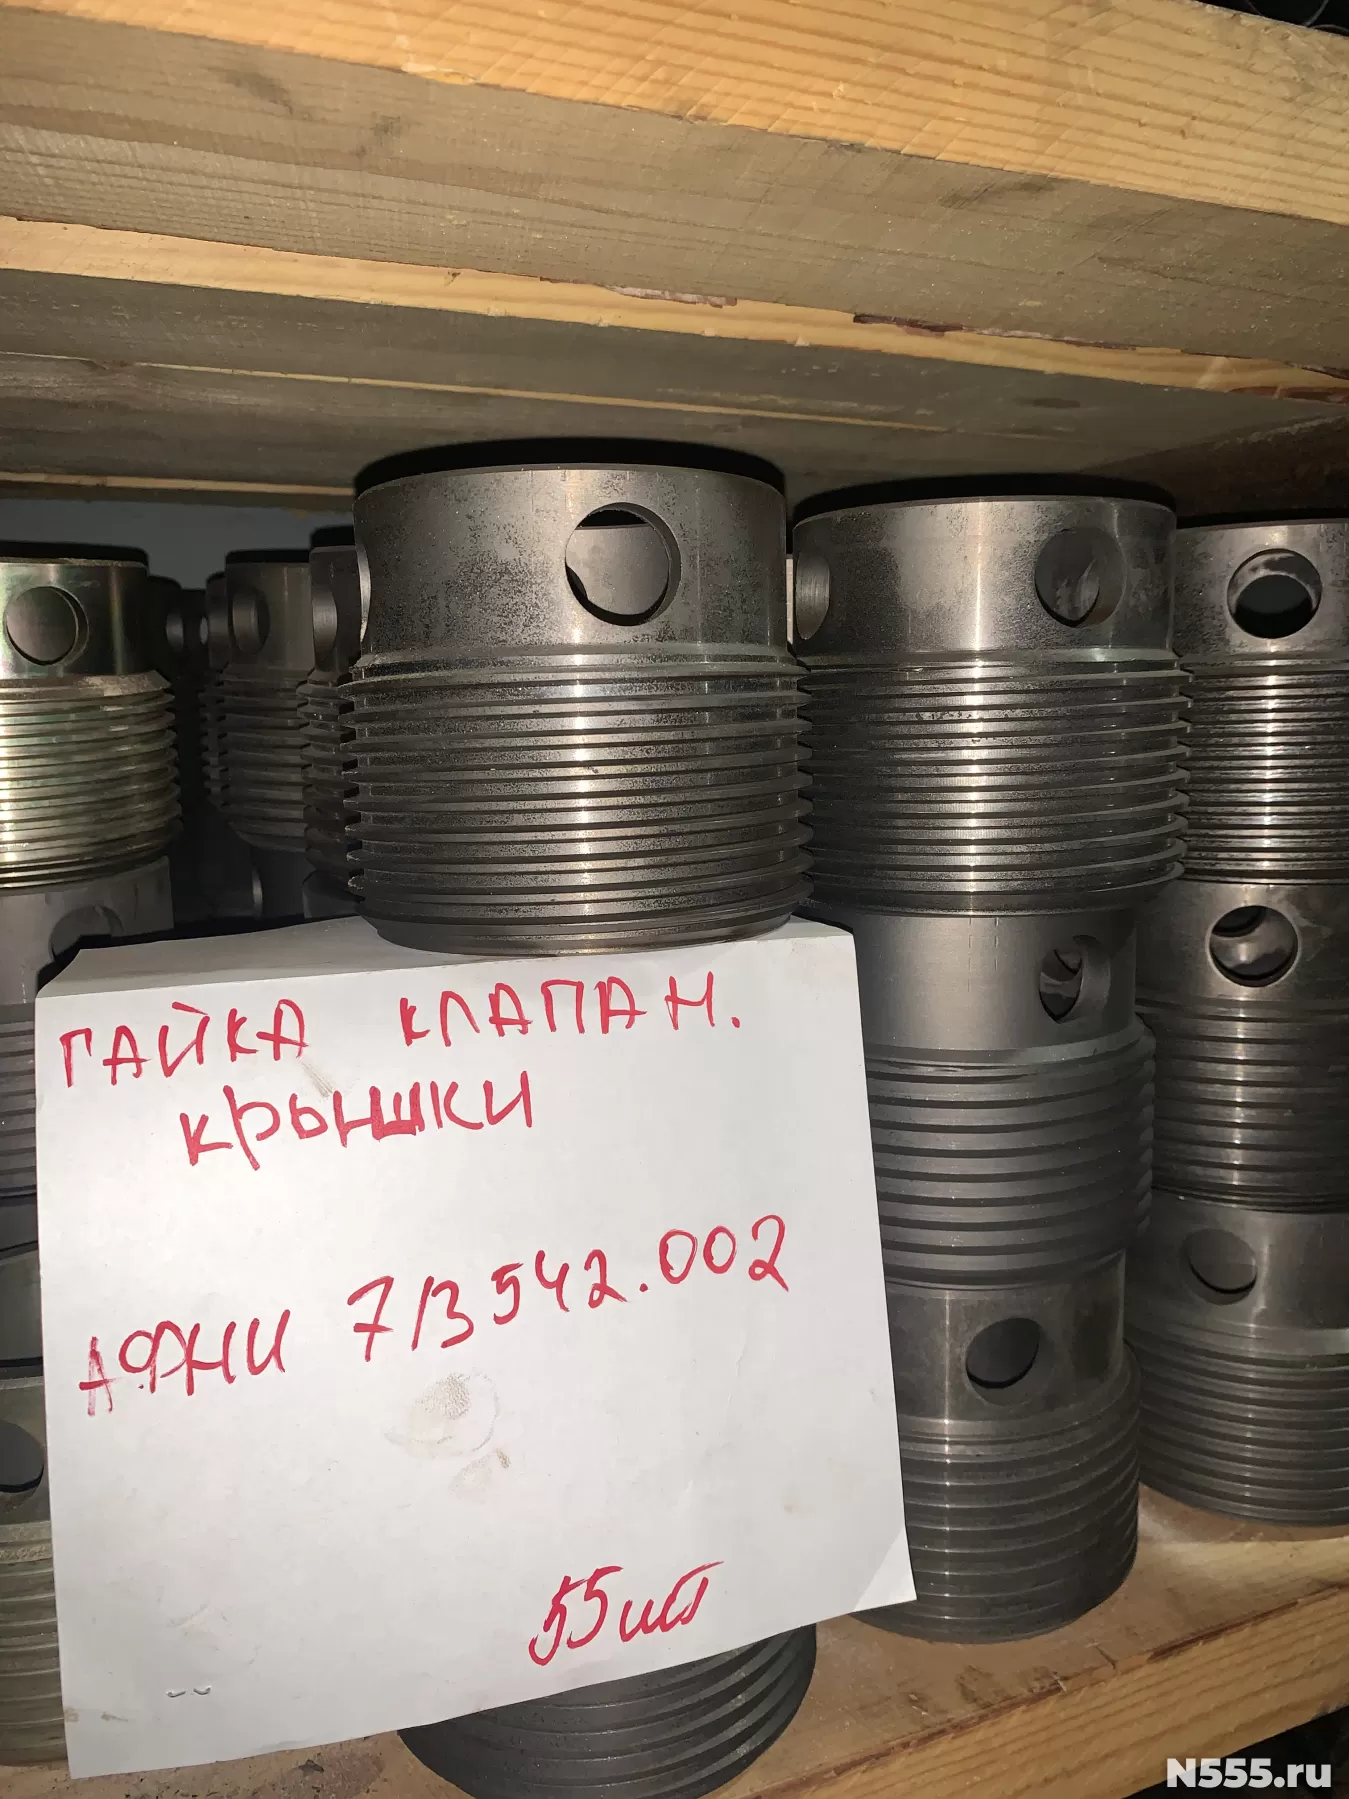 ГАЙКА КЛАПАН.
КРЫШКИ
АФНИ 713542.002
55шт
N555.ru